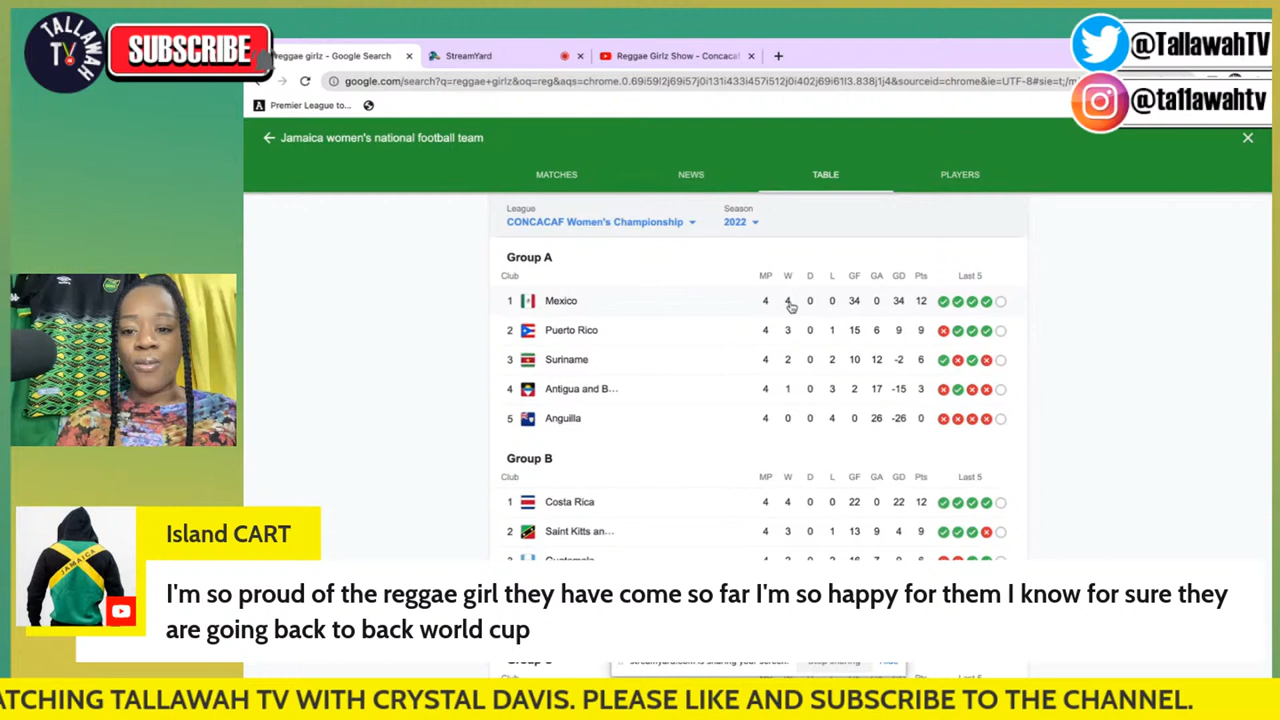 TALLAWAH
TV
SUBSCRIBE
reggae girlz - Google Search
StreamYard
Reggae Girlz Show - Concacaf
@TallawahTV
google.com/search?q=reggae+girlz&oq=reg&aqs=chrome.0.69i59l2j69i57j0i131i433i457i512j0i402j69i61l3.838j1j4&sourceid=chrome&ie=UTF-8#sie=t;/m
@ta11awahtv
Premier League to...
Jamaica women's national football team
MATCHES NEWS TABLE PLAYERS
League Season
CONCACAF Women's Championship 2022
Group A
Club MP W D L GF GA GD Pts Last 5
1 Mexico 4 4 0 0 34 0 34 12
2 Puerto Rico 4 3 0 1 15 6 9 9
3 Suriname 4 2 0 2 10 12 -2 6
4 Antigua and B... 4 1 0 3 2 17 -15 3
5 Anguilla 4 0 0 4 0 26 -26 0
Group B
Club MP W D L GF GA GD Pts Last 5
1 Costa Rica 4 4 0 0 22 0 22 12
2 Saint Kitts an... 4 3 0 1 13 9 4 9
JAMAICA
Island CART
I'm so proud of the reggae girl they have come so far I'm so happy for them I know for sure they
are going back to back world cup
ATCHING TALLAWAH TV WITH CRYSTAL DAVIS. PLEASE LIKE AND SUBSCRIBE TO THE CHANNEL.